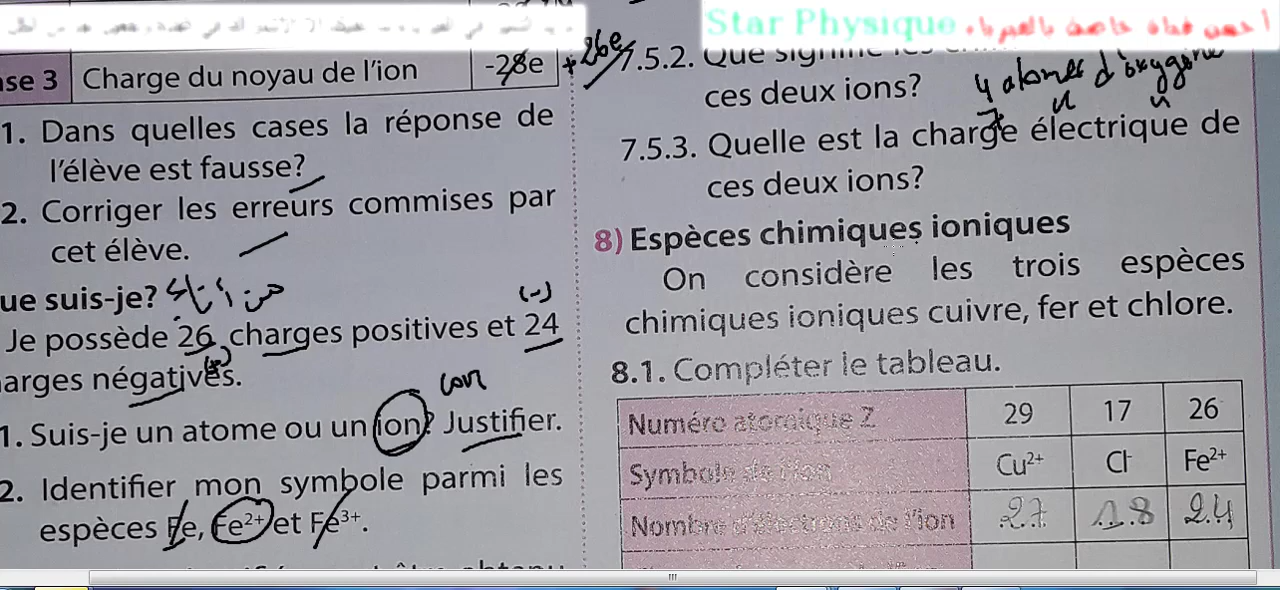 Star Physique
أحسن قناة خاصة بالفيزياء
ase 3 Charge du noyau de l'ion -28e +26e
1. Dans quelles cases la réponse de
l'élève est fausse?
2. Corriger les erreurs commises par
cet élève.
ue suis-je?
(-)
Je possède 26 charges positives et 24
arges négatives.
1. Suis-je un atome ou un ion? Justifier.
2. Identifier mon symbole parmi les
espèces Fe, Fe²⁺ et Fe³⁺.
7.5.2. Que signifie les
ces deux ions?
4 atomes d'oxygène
7.5.3. Quelle est la charge électrique de
ces deux ions?
8) Espèces chimiques ioniques
On considère les trois espèces
chimiques ioniques cuivre, fer et chlore.
8.1. Compléter le tableau.
Numéro atomique Z 29 17 26
Symbole de l'ion Cu²⁺ Cl⁻ Fe²⁺
Nombre d'électrons de l'ion 27 18 24